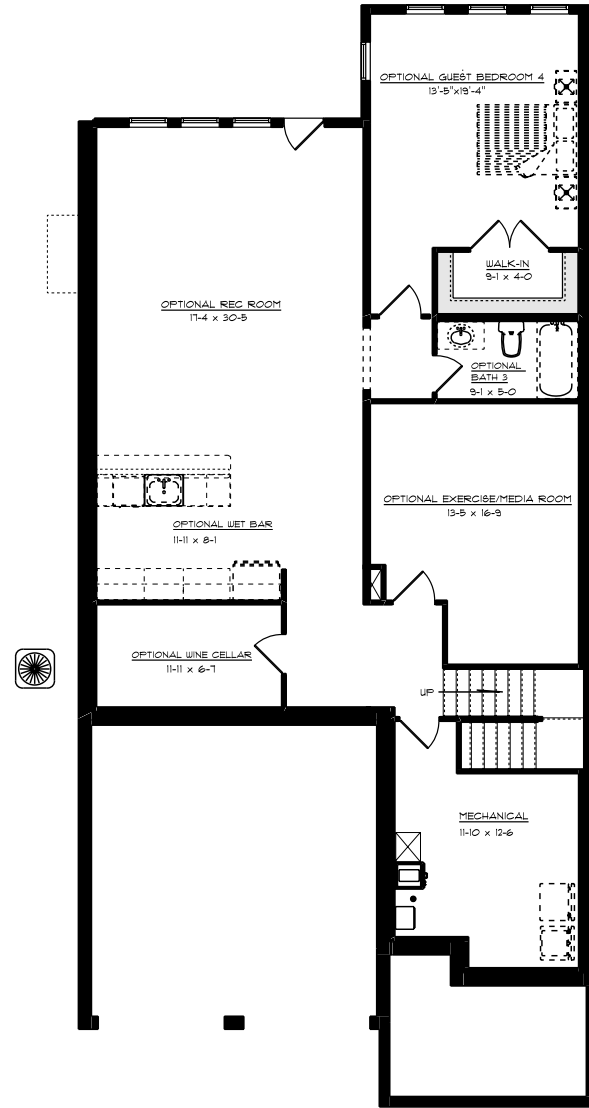 OPTIONAL GUEST BEDROOM 4
13'-5"x19'-4"
WALK-IN
9-1 x 4-0
OPTIONAL REC ROOM
17-4 x 30-5
OPTIONAL
BATH 3
9-1 x 5-0
OPTIONAL EXERCISE/MEDIA ROOM
13-5 x 16-9
OPTIONAL WET BAR
11-11 x 8-1
OPTIONAL WINE CELLAR
11-11 x 6-7
UP
MECHANICAL
11-10 x 12-6